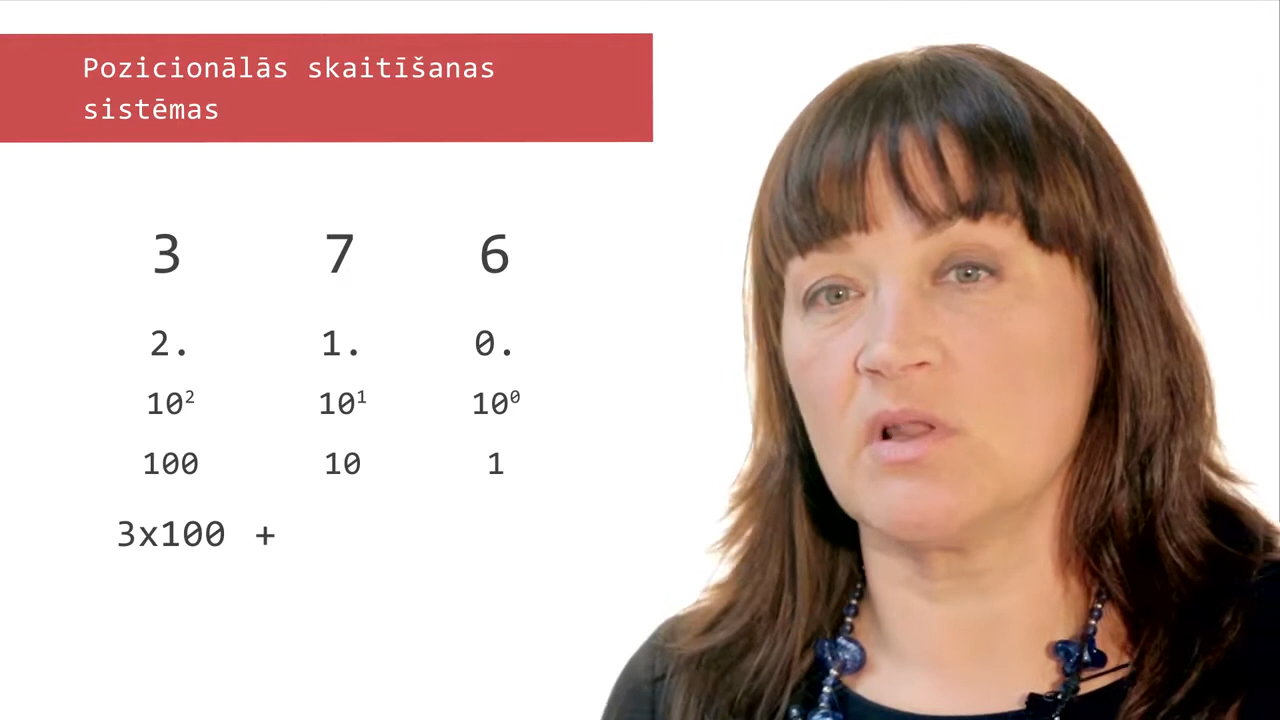 Pozicionālās skaitīšanas
sistēmas
3 7 6
2. 1. 0.
10² 10¹ 10⁰
100 10 1
3x100 +